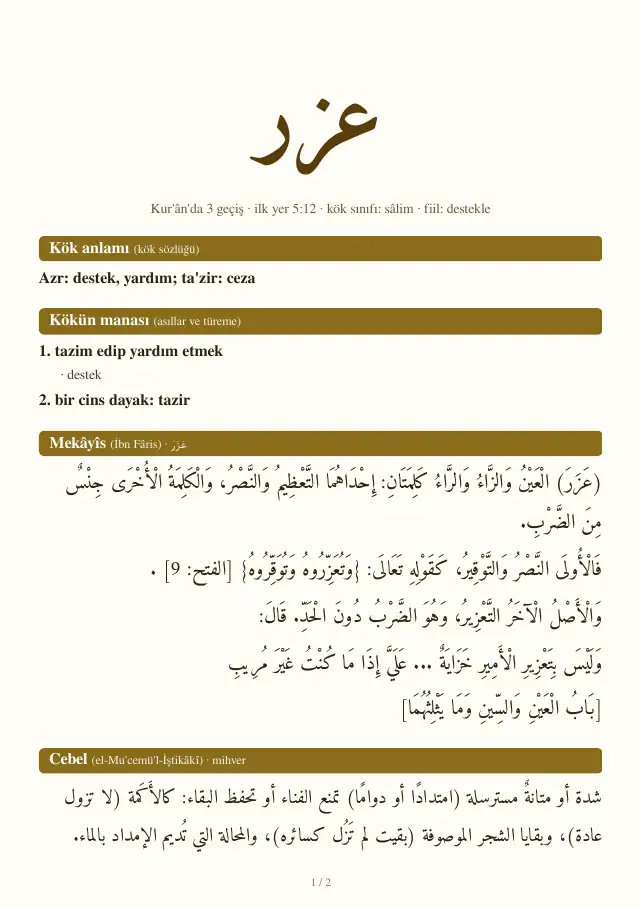 عزر
Kur'ân'da 3 geçiş · ilk yer 5:12 · kök sınıfı: sâlim · fiil: destekle
Kök anlamı (kök sözlüğü)
Azr: destek, yardım; ta'zir: ceza
Kökün manası (asıllar ve türeme)
1. tazim edip yardım etmek
· destek
2. bir cins dayak: tazir
Mekâyîs (İbn Fâris) · عَزَرَ
(عَزَرَ) الْعَيْنُ وَالزَّاءُ وَالرَّاءُ كَلِمَتَانِ: إِحْدَاهُمَا التَّعْظِيمُ وَالنَّصْرُ، وَالْكَلِمَةُ الْأُخْرَى جِنْسٌ
مِنَ الضَّرْبِ.
فَالْأُولَى النَّصْرُ وَالتَّوْقِيرُ، كَقَوْلِهِ تَعَالَى: {وَتُعَزِّرُوهُ وَتُوَقِّرُوهُ} [الفتح: 9] .
وَالْأَصْلُ الْآخَرُ التَّعْزِيرُ، وَهُوَ الضَّرْبُ دُونَ الْحَدِّ. قَالَ:
وَلَيْسَ بِتَعْزِيرِ الْأَمِيرِ خَزَايَةٌ ... عَلَيَّ إِذَا مَا كُنْتُ غَيْرَ مُرِيبِ
[بَابُ الْعَيْنِ وَالسِّينِ وَمَا يَثْلِثُهُمَا]
Cebel (el-Mu'cemü'l-İştikâkî) · mihver
شدة أو متانةٌ مسترسلة (امتدادًا أو دوامًا) تمنع الفناء أو تحفظ البقاء: كالأَكَمة (لا تزول
عادة)، وبقايا الشجر الموصوفة (بقيت لم تَزُل كسائره)، والمحالة التي تُديم الإمداد بالماء.
1 / 2